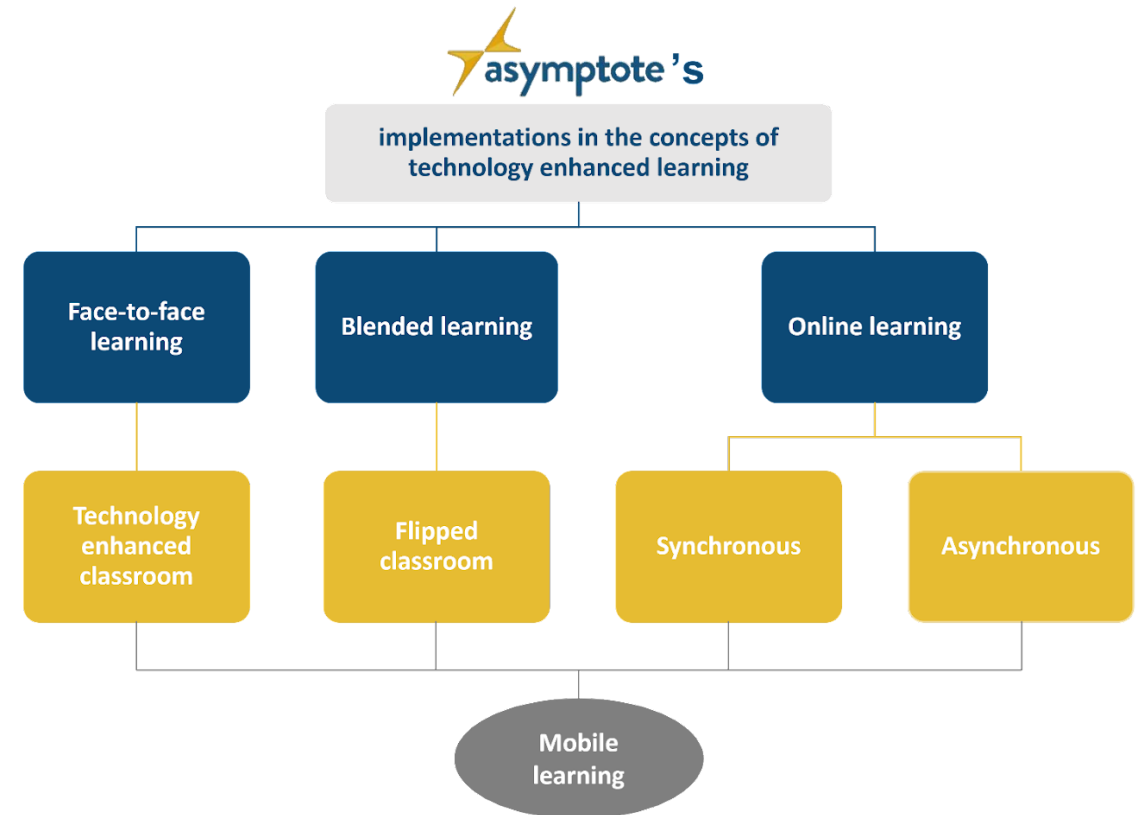 asymptote 's
implementations in the concepts of
technology enhanced learning
Face-to-face
learning
Blended learning
Online learning
Technology
enhanced
classroom
Flipped
classroom
Synchronous
Asynchronous
Mobile
learning